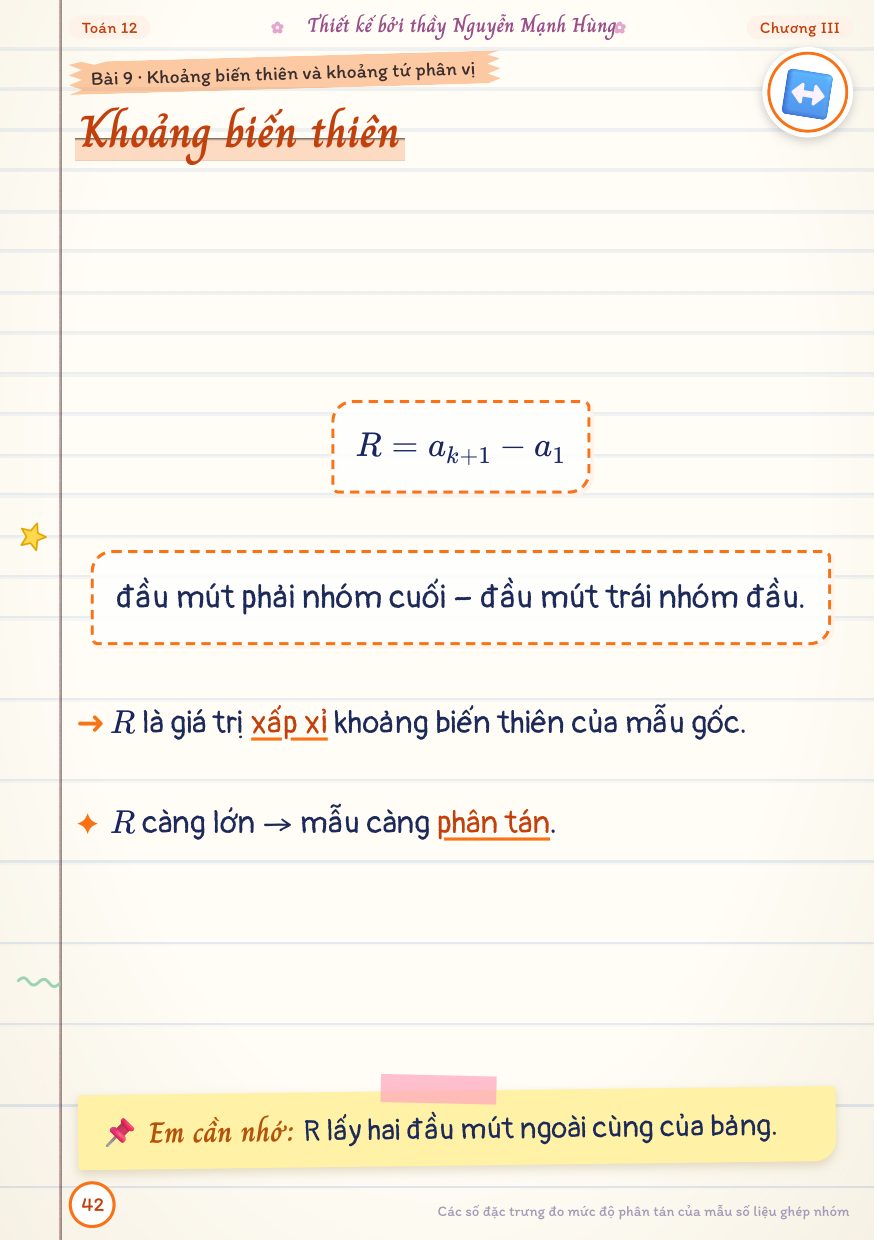 Toán 12
Thiết kế bởi thầy Nguyễn Mạnh Hùng
Chương III
Bài 9 · Khoảng biến thiên và khoảng tứ phân vị
Khoảng biến thiên
R = a_{k+1} − a_1
đầu mút phải nhóm cuối – đầu mút trái nhóm đầu.
→ R là giá trị xấp xỉ khoảng biến thiên của mẫu gốc.
✦ R càng lớn → mẫu càng phân tán.
Em cần nhớ: R lấy hai đầu mút ngoài cùng của bảng.
42
Các số đặc trưng đo mức độ phân tán của mẫu số liệu ghép nhóm